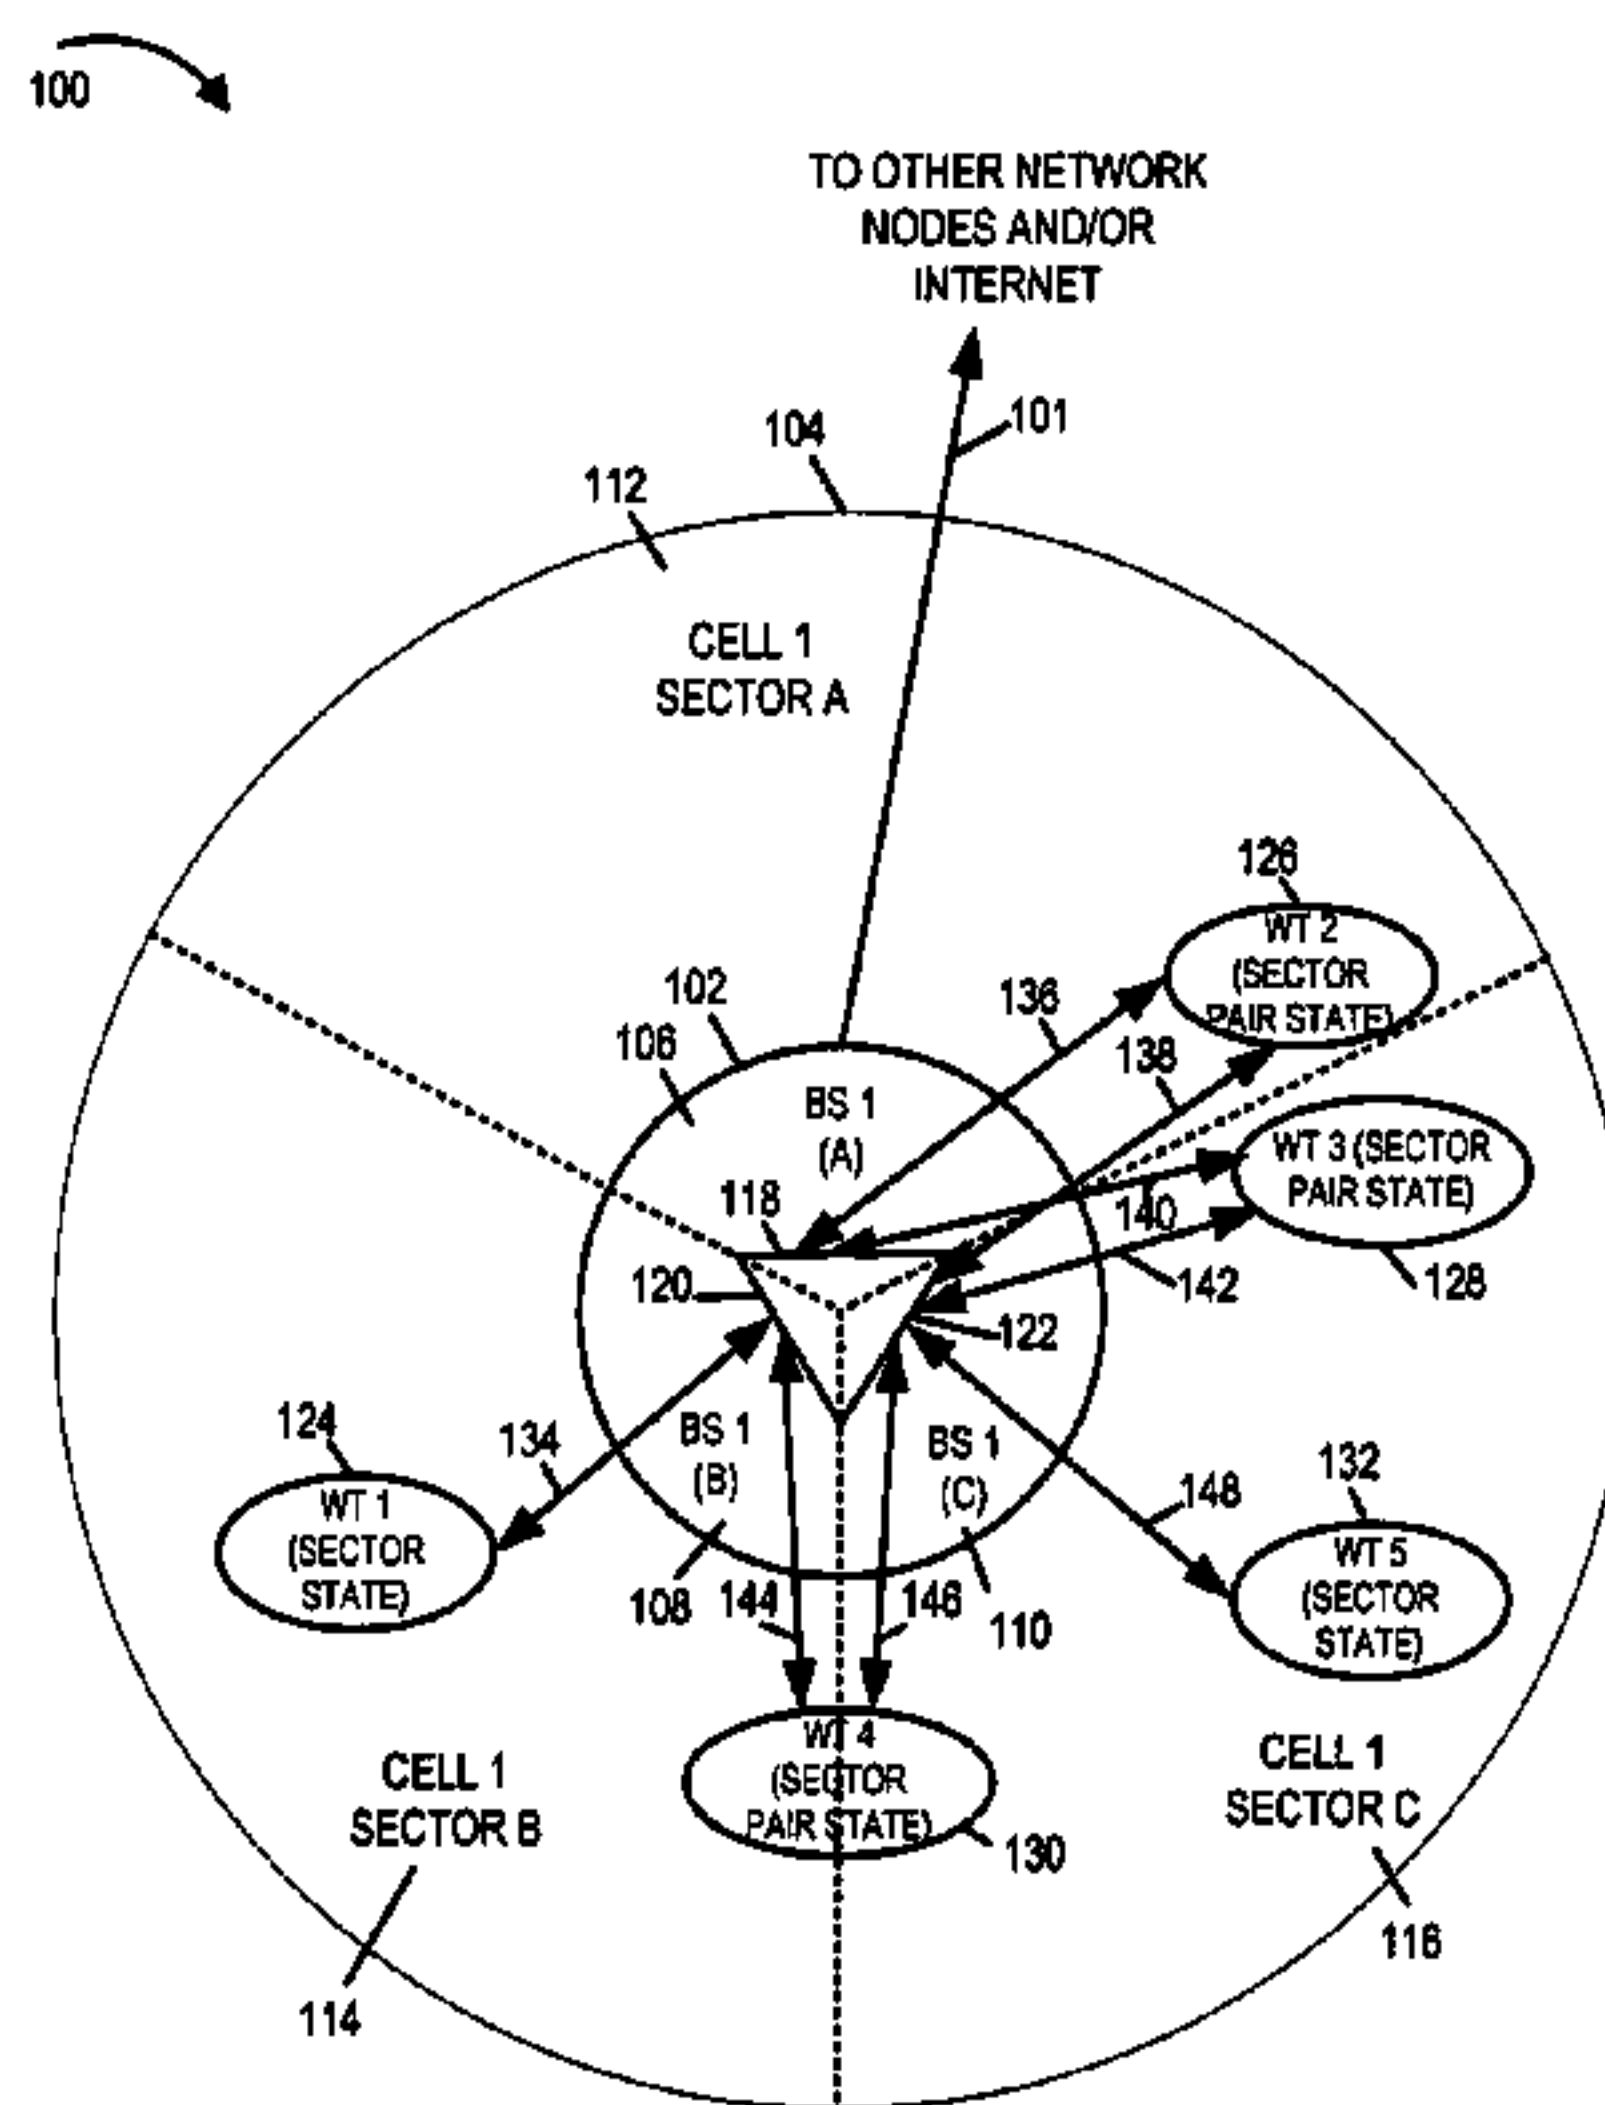 100
TO OTHER NETWORK
NODES AND/OR
INTERNET
101
104
112
CELL 1
SECTOR A
126
WT 2
(SECTOR
PAIR STATE)
102
136
106
138
BS 1
(A)
WT 3 (SECTOR
PAIR STATE)
118
140
120
142
128
122
124
134
BS 1
(B)
BS 1
(C)
132
148
WT 1
(SECTOR
STATE)
WT 5
(SECTOR
STATE)
108
144
146
110
WT 4
(SECTOR
PAIR STATE)
CELL 1
SECTOR B
CELL 1
SECTOR C
130
116
114